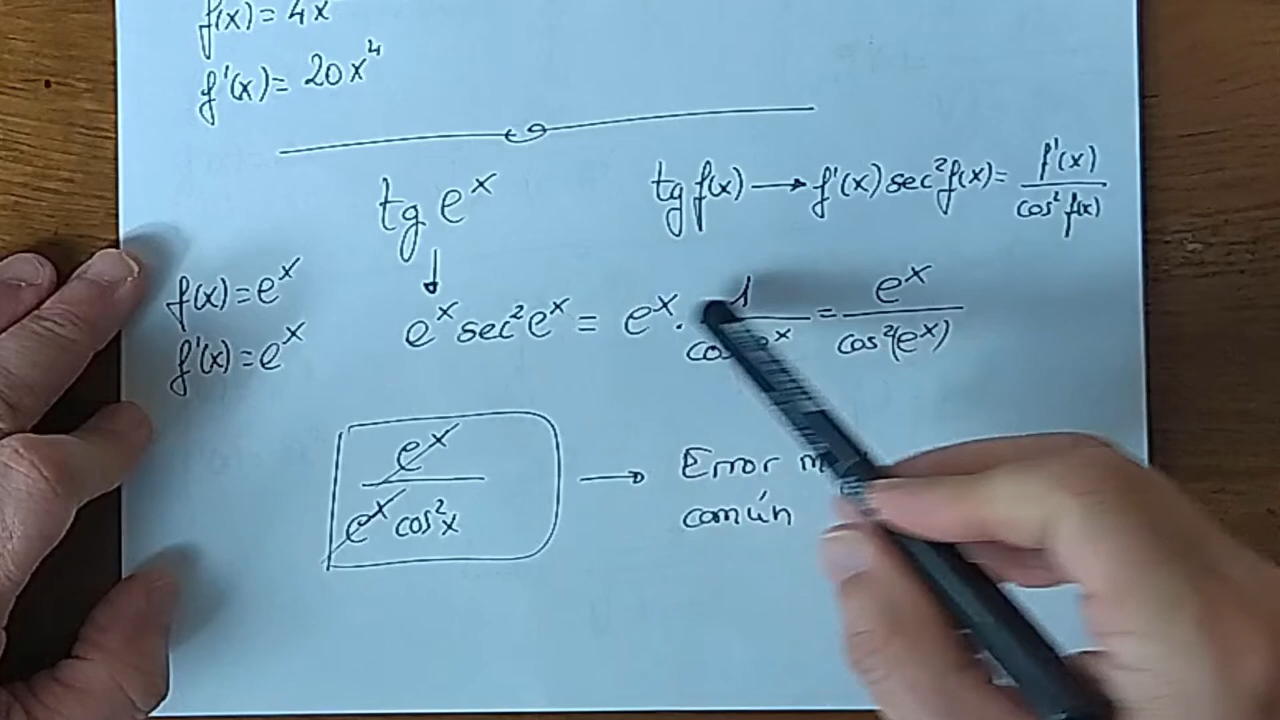 f(x) = 4x
f'(x) = 20x⁴
tg eˣ
tg f(x) → f'(x) sec² f(x) = f'(x) / cos² f(x)
f(x) = eˣ
f'(x) = eˣ
eˣ sec² eˣ = eˣ · 1 / = eˣ / cos²(eˣ)
eˣ / eˣ cos² x → Error
común